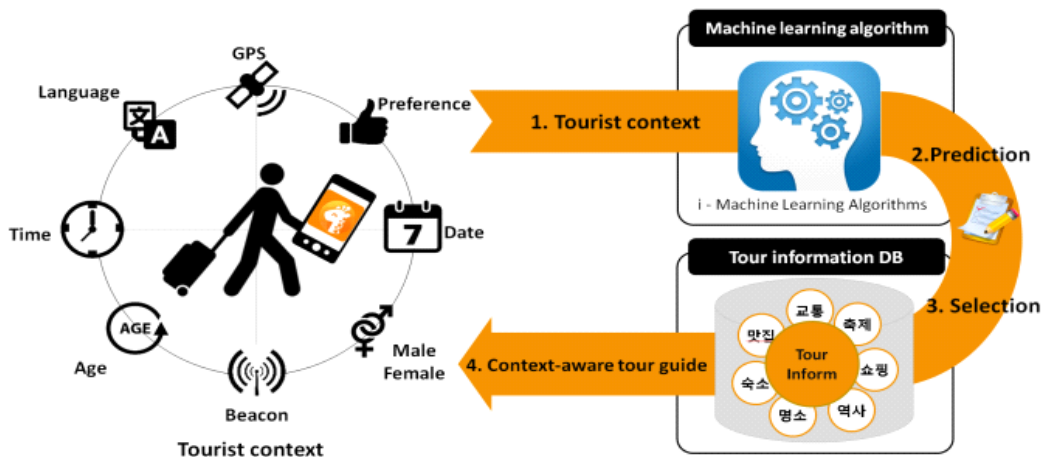 GPS
Language
文
A
Preference
Time
7
Date
AGE
Age
Male
Female
Beacon
Tourist context
Machine learning algorithm
1. Tourist context
i - Machine Learning Algorithms
2.Prediction
Tour information DB
3. Selection
교통
맛집
축제
Tour
Inform
숙소
쇼핑
명소
역사
4. Context-aware tour guide